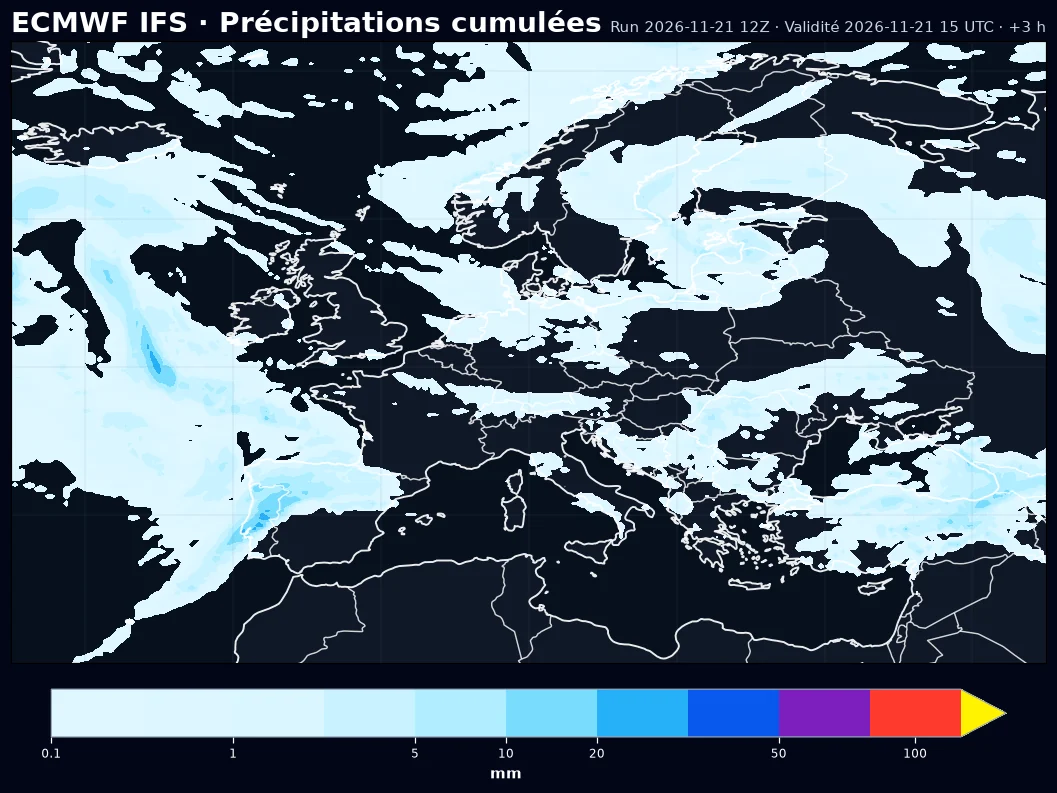 ECMWF IFS · Précipitations cumulées Run 2026-11-21 12Z · Validité 2026-11-21 15 UTC · +3 h
0.1 1 5 10 20 50 100
mm